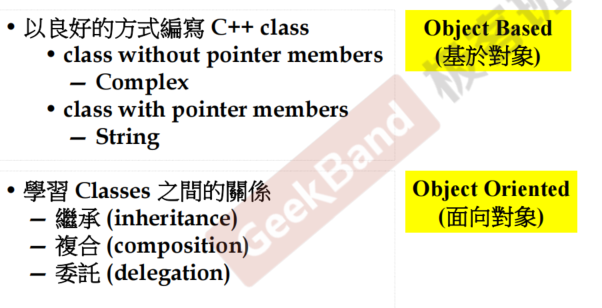 • 以良好的方式編寫 C++ class
• class without pointer members
— Complex
• class with pointer members
— String
Object Based
(基於對象)
• 學習 Classes 之間的關係
— 繼承 (inheritance)
— 複合 (composition)
— 委託 (delegation)
Object Oriented
(面向對象)
GeekBand 极客班